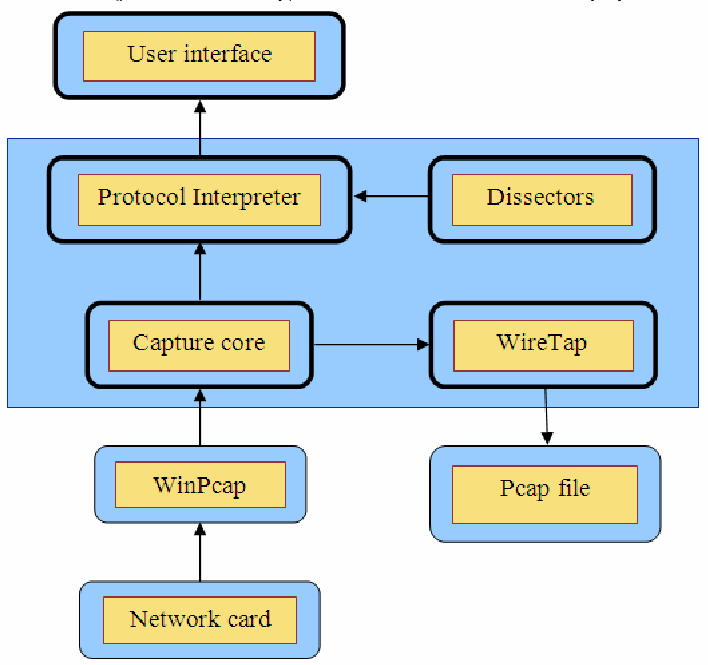 User interface
Protocol Interpreter
Dissectors
Capture core
WireTap
WinPcap
Pcap file
Network card